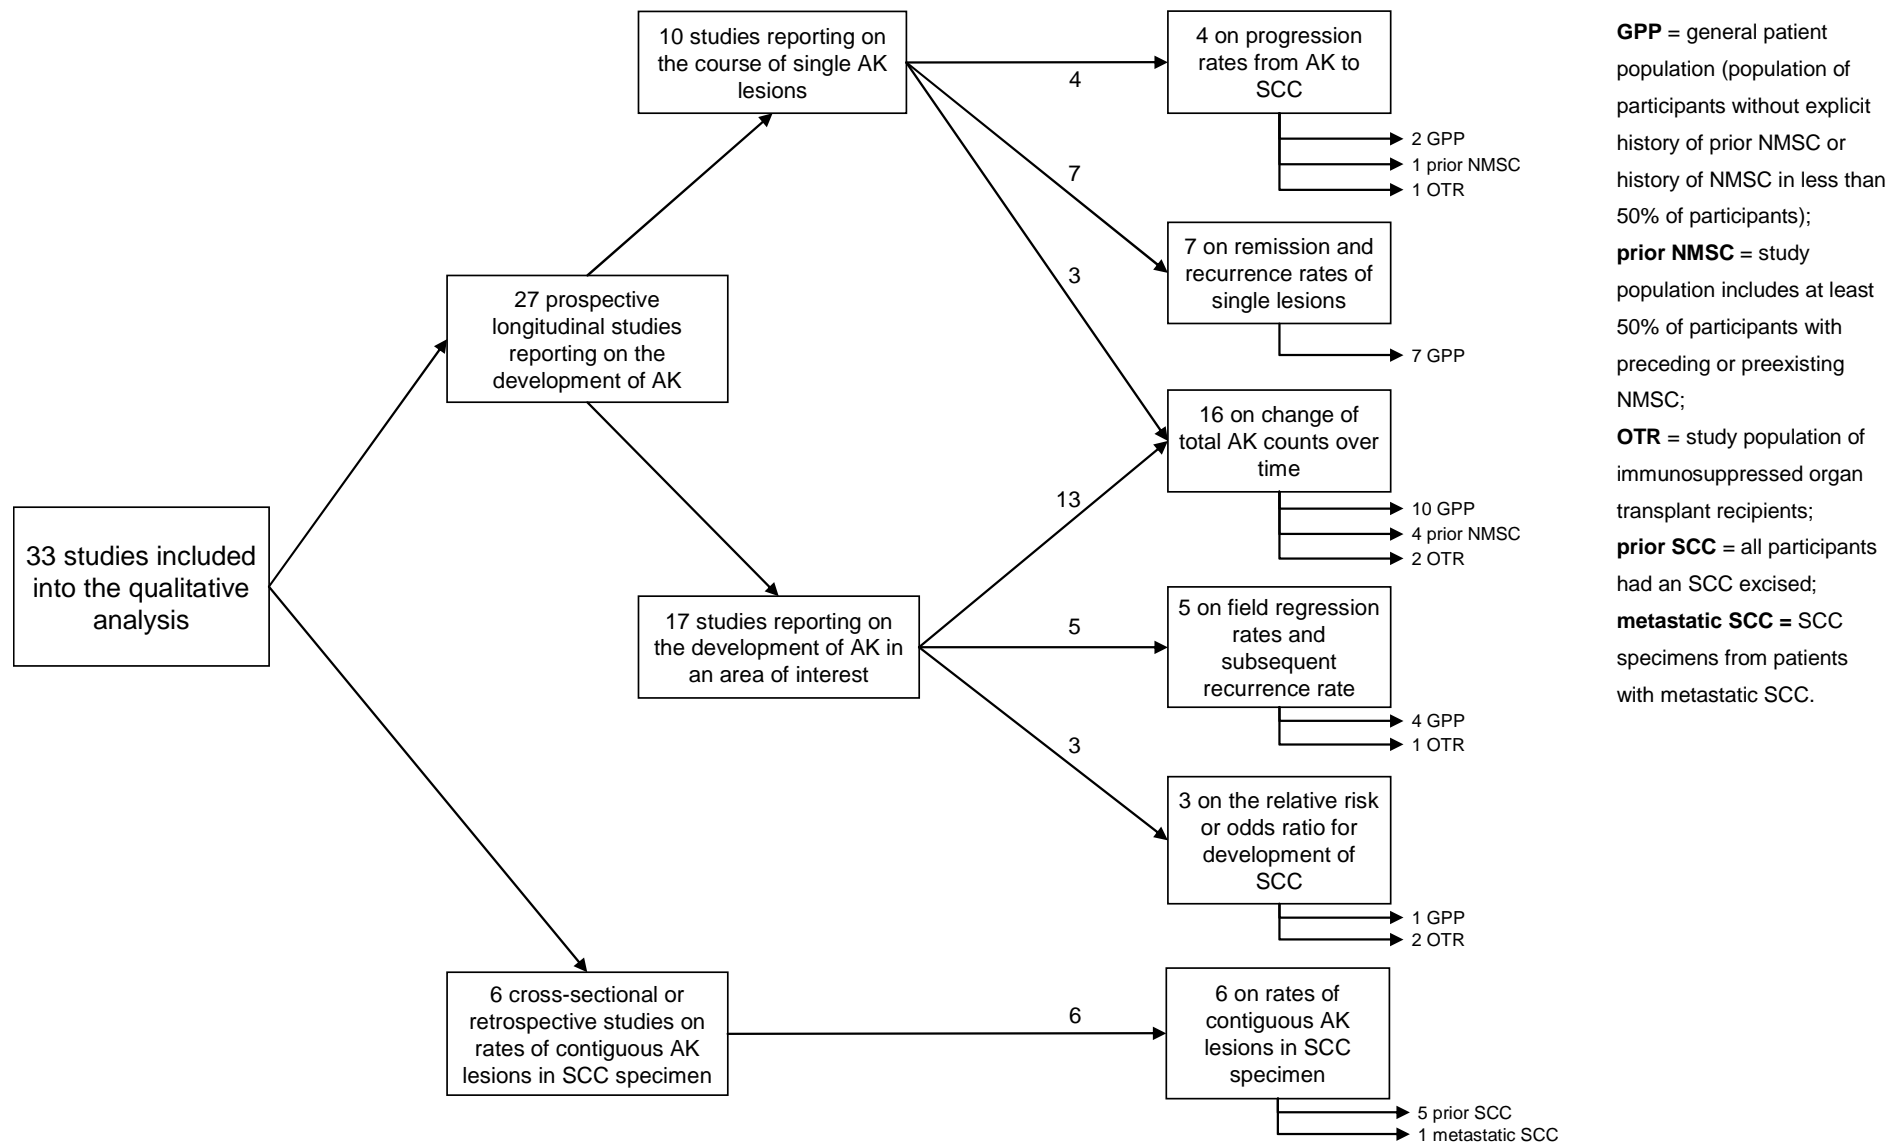 33 studies included
into the qualitative
analysis
27 prospective
longitudinal studies
reporting on the
development of AK
6 cross-sectional or
retrospective studies on
rates of contiguous AK
lesions in SCC specimen
10 studies reporting on
the course of single AK
lesions
17 studies reporting on
the development of AK in
an area of interest
4
7
3
13
5
3
6
4 on progression
rates from AK to
SCC
2 GPP
1 prior NMSC
1 OTR
7 on remission and
recurrence rates of
single lesions
7 GPP
16 on change of
total AK counts over
time
10 GPP
4 prior NMSC
2 OTR
5 on field regression
rates and
subsequent
recurrence rate
4 GPP
1 OTR
3 on the relative risk
or odds ratio for
development of
SCC
1 GPP
2 OTR
6 on rates of
contiguous AK
lesions in SCC
specimen
5 prior SCC
1 metastatic SCC
GPP = general patient
population (population of
participants without explicit
history of prior NMSC or
history of NMSC in less than
50% of participants);
prior NMSC = study
population includes at least
50% of participants with
preceding or preexisting
NMSC;
OTR = study population of
immunosuppressed organ
transplant recipients;
prior SCC = all participants
had an SCC excised;
metastatic SCC = SCC
specimens from patients
with metastatic SCC.